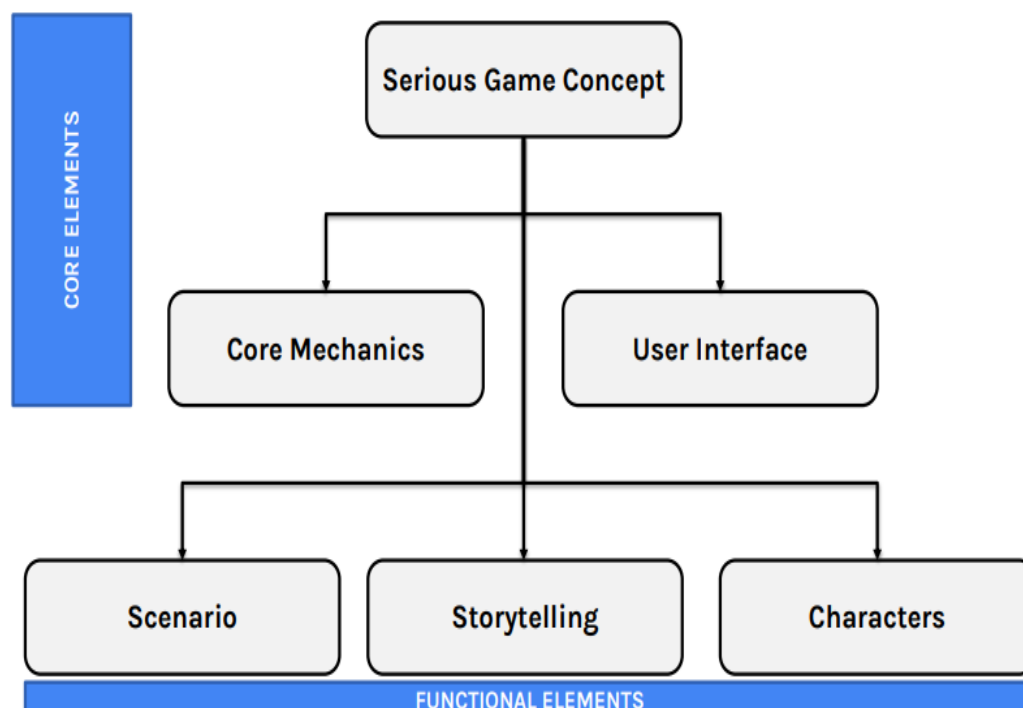 CORE ELEMENTS
Serious Game Concept
Core Mechanics
User Interface
Scenario
Storytelling
Characters
FUNCTIONAL ELEMENTS